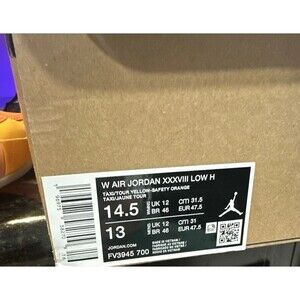 W AIR JORDAN XXXVIII LOW H
TAXI/TOUR YELLOW-SAFETY ORANGE
TAXI/JAUNE TOUR
14.5 UK 12 CM 31.5
BR 46 EUR 47.5
13 UK 12 CM 31
BR 46 EUR 47.5
JORDAN.COM
FV3945 700